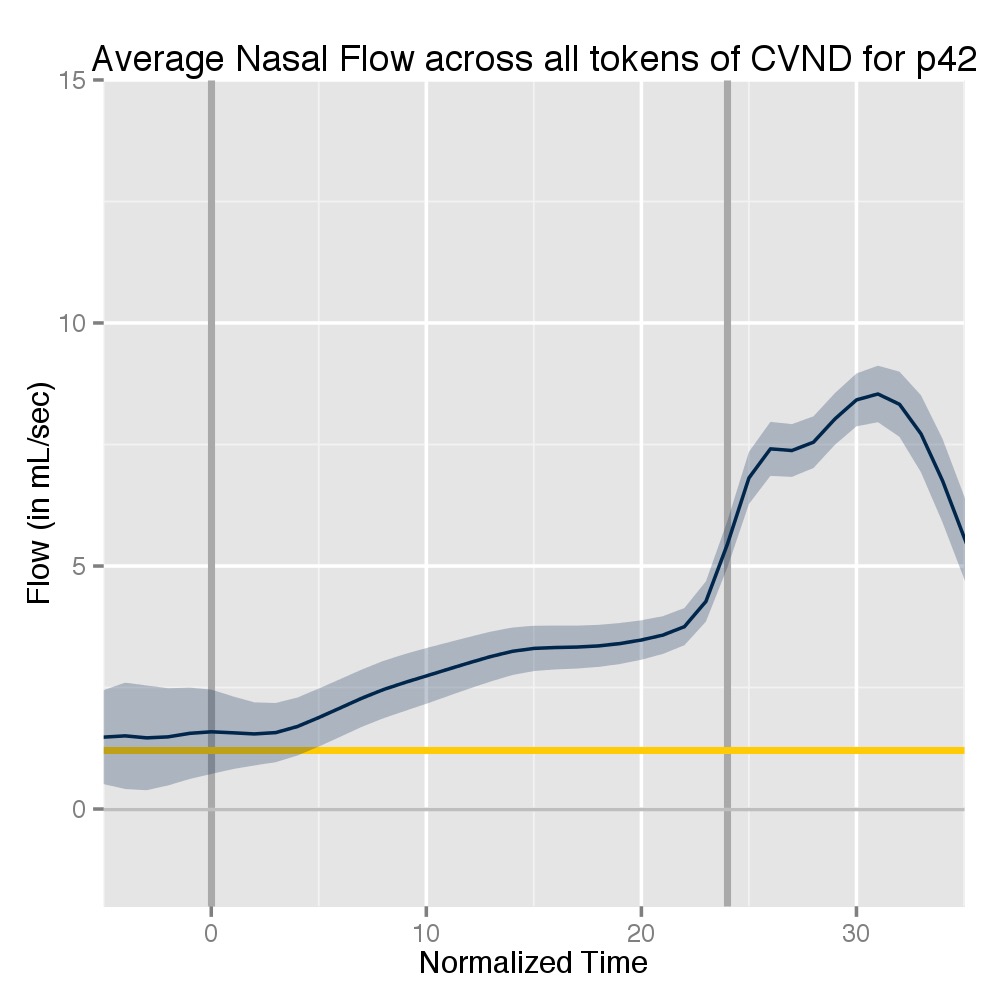 Average Nasal Flow across all tokens of CVND for p42
15
10
5
0
Flow (in mL/sec)
0 10 20 30
Normalized Time